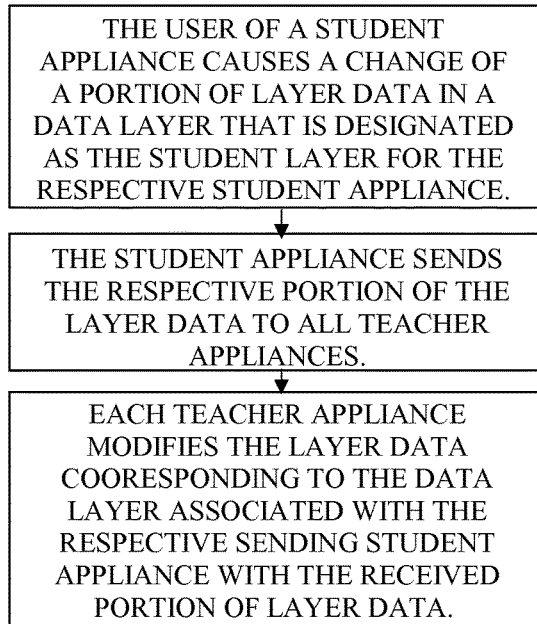 THE USER OF A STUDENT
APPLIANCE CAUSES A CHANGE OF
A PORTION OF LAYER DATA IN A
DATA LAYER THAT IS DESIGNATED
AS THE STUDENT LAYER FOR THE
RESPECTIVE STUDENT APPLIANCE.
THE STUDENT APPLIANCE SENDS
THE RESPECTIVE PORTION OF THE
LAYER DATA TO ALL TEACHER
APPLIANCES.
EACH TEACHER APPLIANCE
MODIFIES THE LAYER DATA
COORESPONDING TO THE DATA
LAYER ASSOCIATED WITH THE
RESPECTIVE SENDING STUDENT
APPLIANCE WITH THE RECEIVED
PORTION OF LAYER DATA.